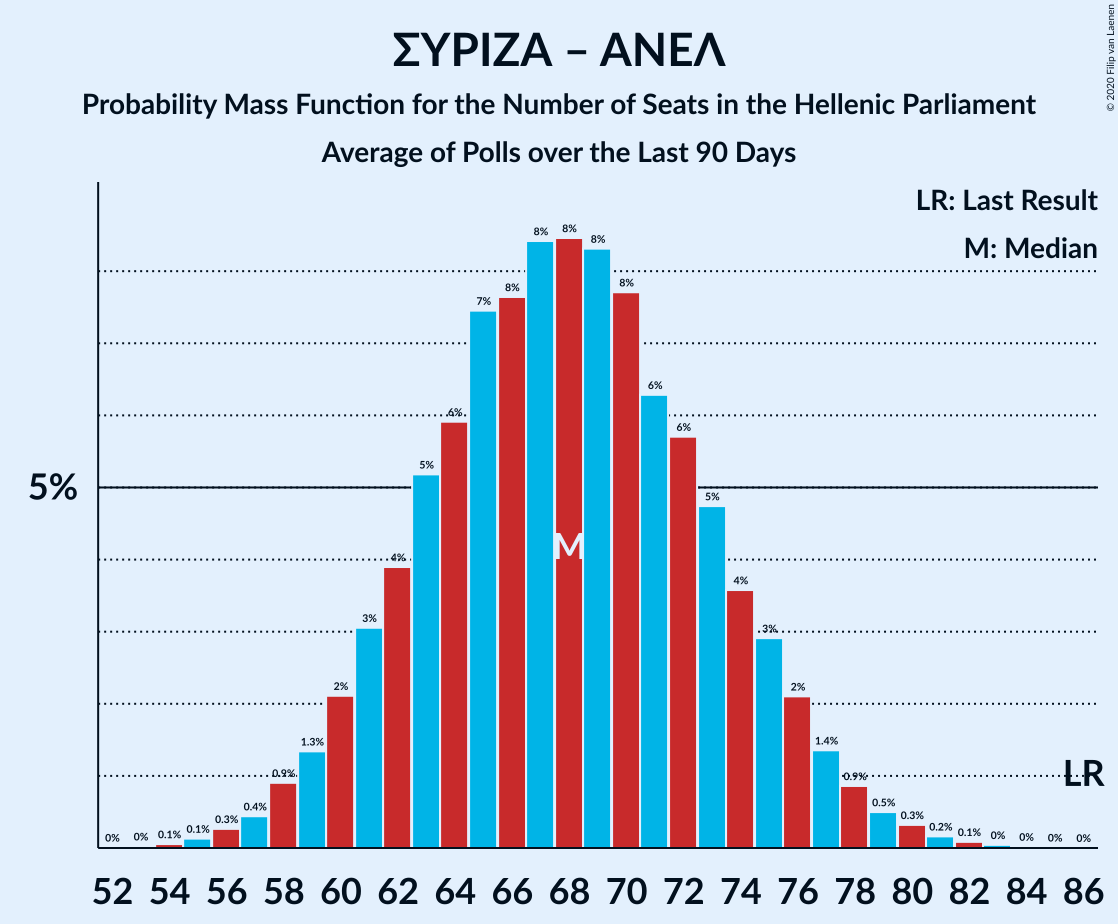 ΣΥΡΙΖΑ – ΑΝΕΛ
Probability Mass Function for the Number of Seats in the Hellenic Parliament
Average of Polls over the Last 90 Days
© 2020 Filip van Laenen
LR: Last Result
M: Median
5%
0% 0% 0.1% 0.1% 0.3% 0.4% 0.9% 1.3% 2% 3% 4% 5% 6% 7% 8% 8% 8% 8% 8% 6% 6% 5% 4% 3% 2% 1.4% 0.9% 0.5% 0.3% 0.2% 0.1% 0% 0% 0% 0%
M
LR
52 54 56 58 60 62 64 66 68 70 72 74 76 78 80 82 84 86